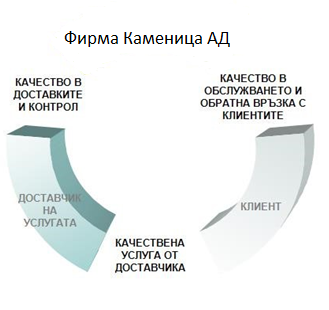 Фирма Каменица АД
КАЧЕСТВО В
ДОСТАВКИТЕ
И КОНТРОЛ
КАЧЕСТВО В
ОБСЛУЖВАНЕТО И
ОБРАТНА ВРЪЗКА С
КЛИЕНТИТЕ
ДОСТАВЧИК
НА
УСЛУГАТА
КЛИЕНТ
КАЧЕСТВЕНА
УСЛУГА ОТ
ДОСТАВЧИКА